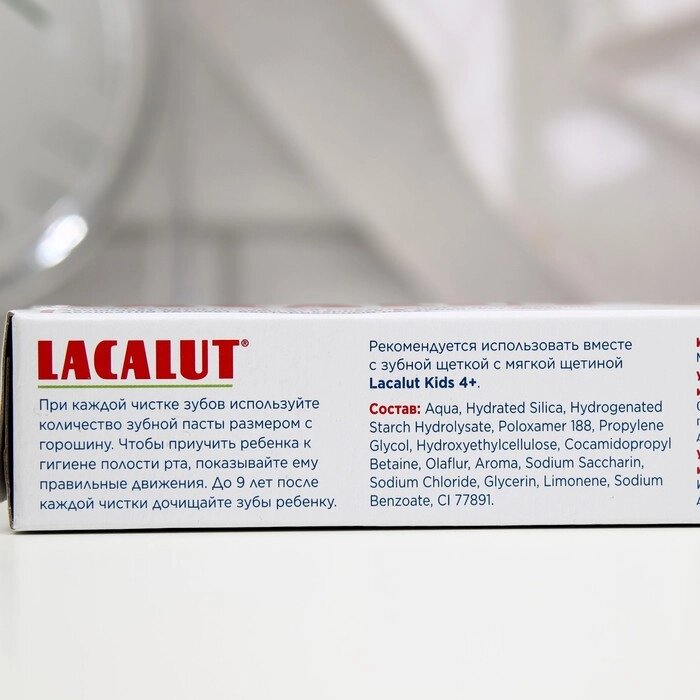 LACALUT®
При каждой чистке зубов используйте
количество зубной пасты размером с
горошину. Чтобы приучить ребенка к
гигиене полости рта, показывайте ему
правильные движения. До 9 лет после
каждой чистки дочищайте зубы ребенку.
Рекомендуется использовать вместе
с зубной щеткой с мягкой щетиной
Lacalut Kids 4+.
Состав: Aqua, Hydrated Silica, Hydrogenated
Starch Hydrolysate, Poloxamer 188, Propylene
Glycol, Hydroxyethylcellulose, Cocamidopropyl
Betaine, Olaflur, Aroma, Sodium Saccharin,
Sodium Chloride, Glycerin, Limonene, Sodium
Benzoate, CI 77891.